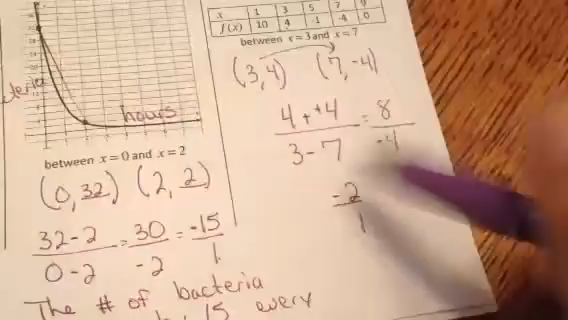 x 1 3 5 7 9
f(x) 10 4 -1 -4 0
between x=3 and x=7
(3,4) (7,-4)
4++4 = 8
3-7 -4
-2
1
hours
between x=0 and x=2
(0,32) (2,2)
32-2 = 30 = -15
0-2 -2 1
The # of bacteria
15 every